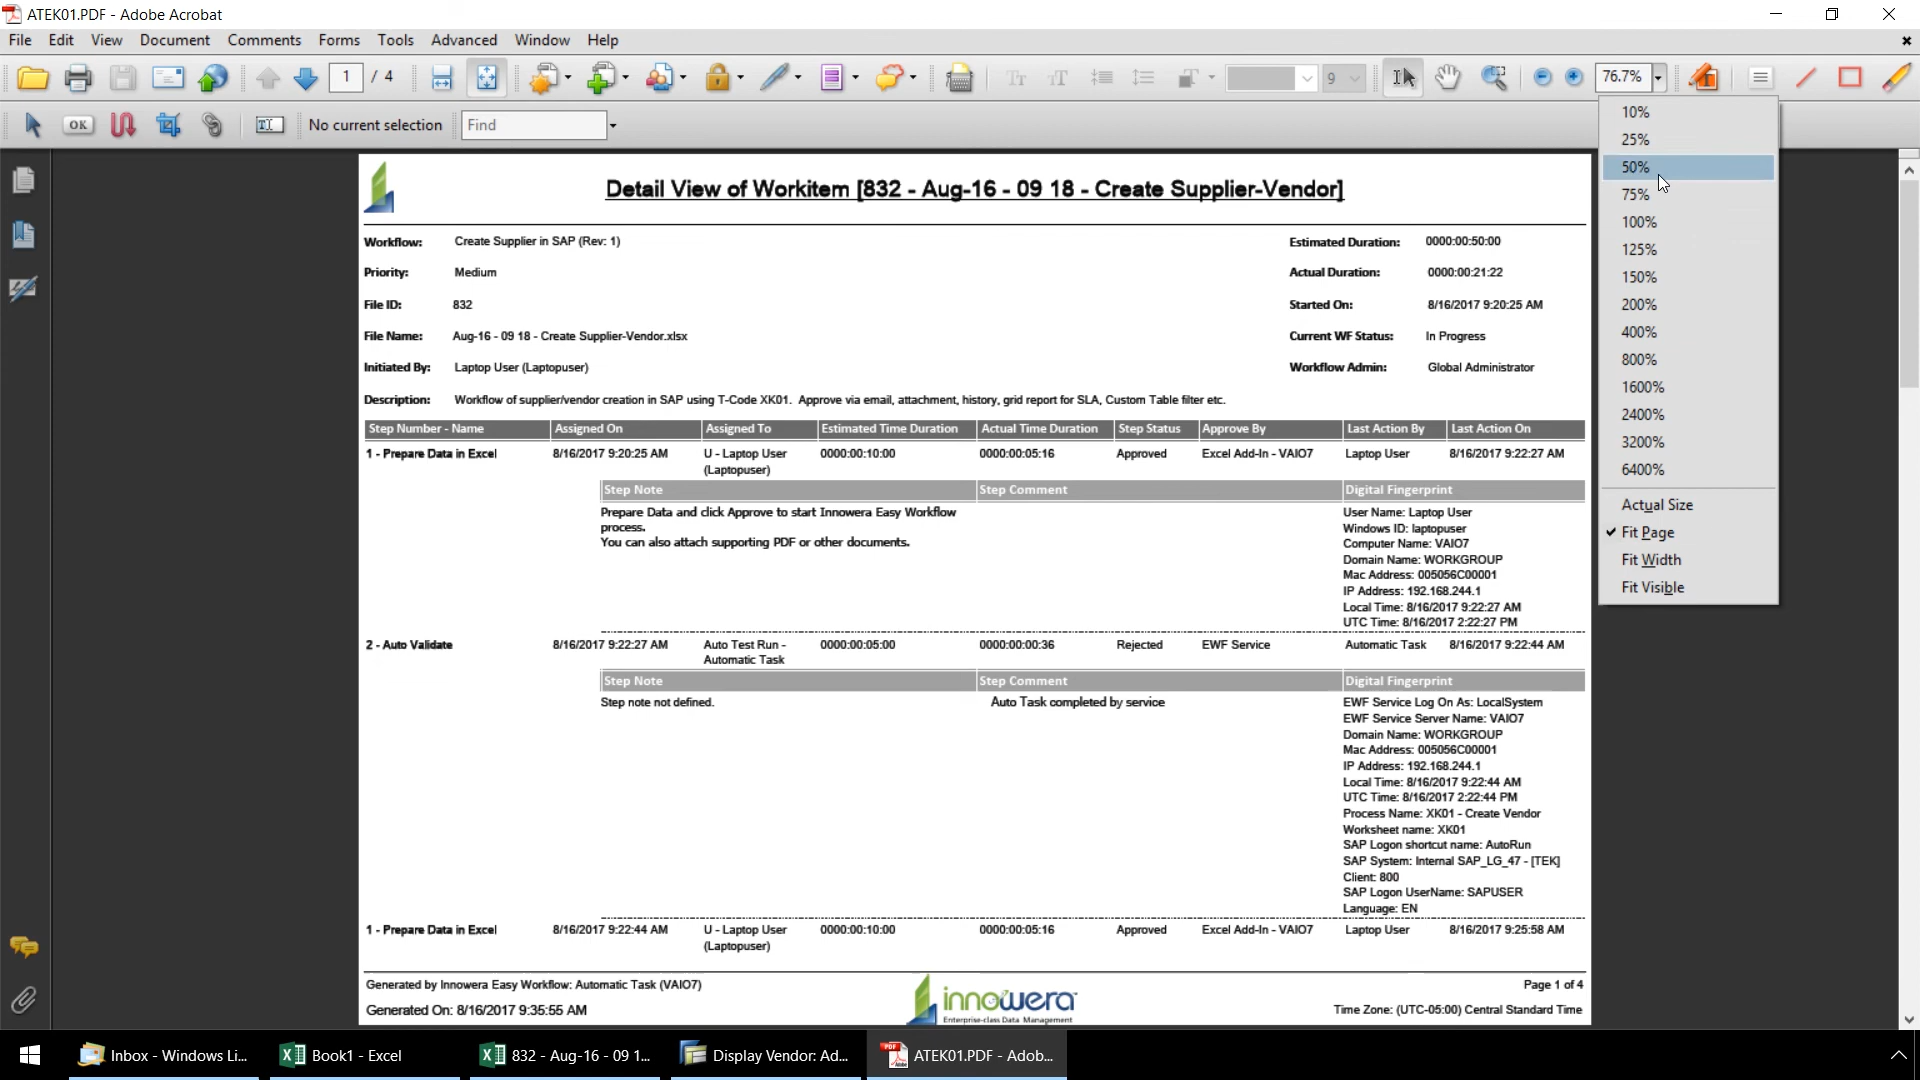 ATEK01.PDF - Adobe Acrobat
File Edit View Document Comments Forms Tools Advanced Window Help
1 / 4 9 76.7%
OK No current selection Find
10%
25%
50%
75%
100%
125%
150%
200%
400%
800%
1600%
2400%
3200%
6400%
Actual Size
Fit Page
Fit Width
Fit Visible
Detail View of Workitem [832 - Aug-16 - 09 18 - Create Supplier-Vendor]
Workflow: Create Supplier in SAP (Rev: 1) Estimated Duration: 0000:00:50:00
Priority: Medium Actual Duration: 0000:00:21:22
File ID: 832 Started On: 8/16/2017 9:20:25 AM
File Name: Aug-16 - 09 18 - Create Supplier-Vendor.xlsx Current WF Status: In Progress
Initiated By: Laptop User (Laptopuser) Workflow Admin: Global Administrator
Description: Workflow of supplier/vendor creation in SAP using T-Code XK01. Approve via email, attachment, history, grid report for SLA, Custom Table filter etc.
Step Number - Name Assigned On Assigned To Estimated Time Duration Actual Time Duration Step Status Approve By Last Action By Last Action On
1 - Prepare Data in Excel 8/16/2017 9:20:25 AM U - Laptop User 0000:00:10:00 0000:00:05:16 Approved Excel Add-In - VAIO7 Laptop User 8/16/2017 9:22:27 AM
(Laptopuser)
Step Note Step Comment Digital Fingerprint
Prepare Data and click Approve to start Innowera Easy Workflow User Name: Laptop User
process. Windows ID: laptopuser
You can also attach supporting PDF or other documents. Computer Name: VAIO7
Domain Name: WORKGROUP
Mac Address: 005056C00001
IP Address: 192.168.244.1
Local Time: 8/16/2017 9:22:27 AM
UTC Time: 8/16/2017 2:22:27 PM
2 - Auto Validate 8/16/2017 9:22:27 AM Auto Test Run - 0000:00:05:00 0000:00:00:36 Rejected EWF Service Automatic Task 8/16/2017 9:22:44 AM
Automatic Task
Step Note Step Comment Digital Fingerprint
Step note not defined. Auto Task completed by service EWF Service Log On As: LocalSystem
EWF Service Server Name: VAIO7
Domain Name: WORKGROUP
Mac Address: 005056C00001
IP Address: 192.168.244.1
Local Time: 8/16/2017 9:22:44 AM
UTC Time: 8/16/2017 2:22:44 PM
Process Name: XK01 - Create Vendor
Worksheet name: XK01
SAP Logon shortcut name: AutoRun
SAP System: Internal SAP_LG_47 - [TEK]
Client: 800
SAP Logon UserName: SAPUSER
Language: EN
1 - Prepare Data in Excel 8/16/2017 9:22:44 AM U - Laptop User 0000:00:10:00 0000:00:05:16 Approved Excel Add-In - VAIO7 Laptop User 8/16/2017 9:25:58 AM
(Laptopuser)
Generated by Innowera Easy Workflow: Automatic Task (VAIO7) Page 1 of 4
Generated On: 8/16/2017 9:35:55 AM Time Zone: (UTC-05:00) Central Standard Time
innowera
Enterprise-class Data Management
Inbox - Windows Li... Book1 - Excel 832 - Aug-16 - 09 1... Display Vendor: Ad... ATEK01.PDF - Adob...